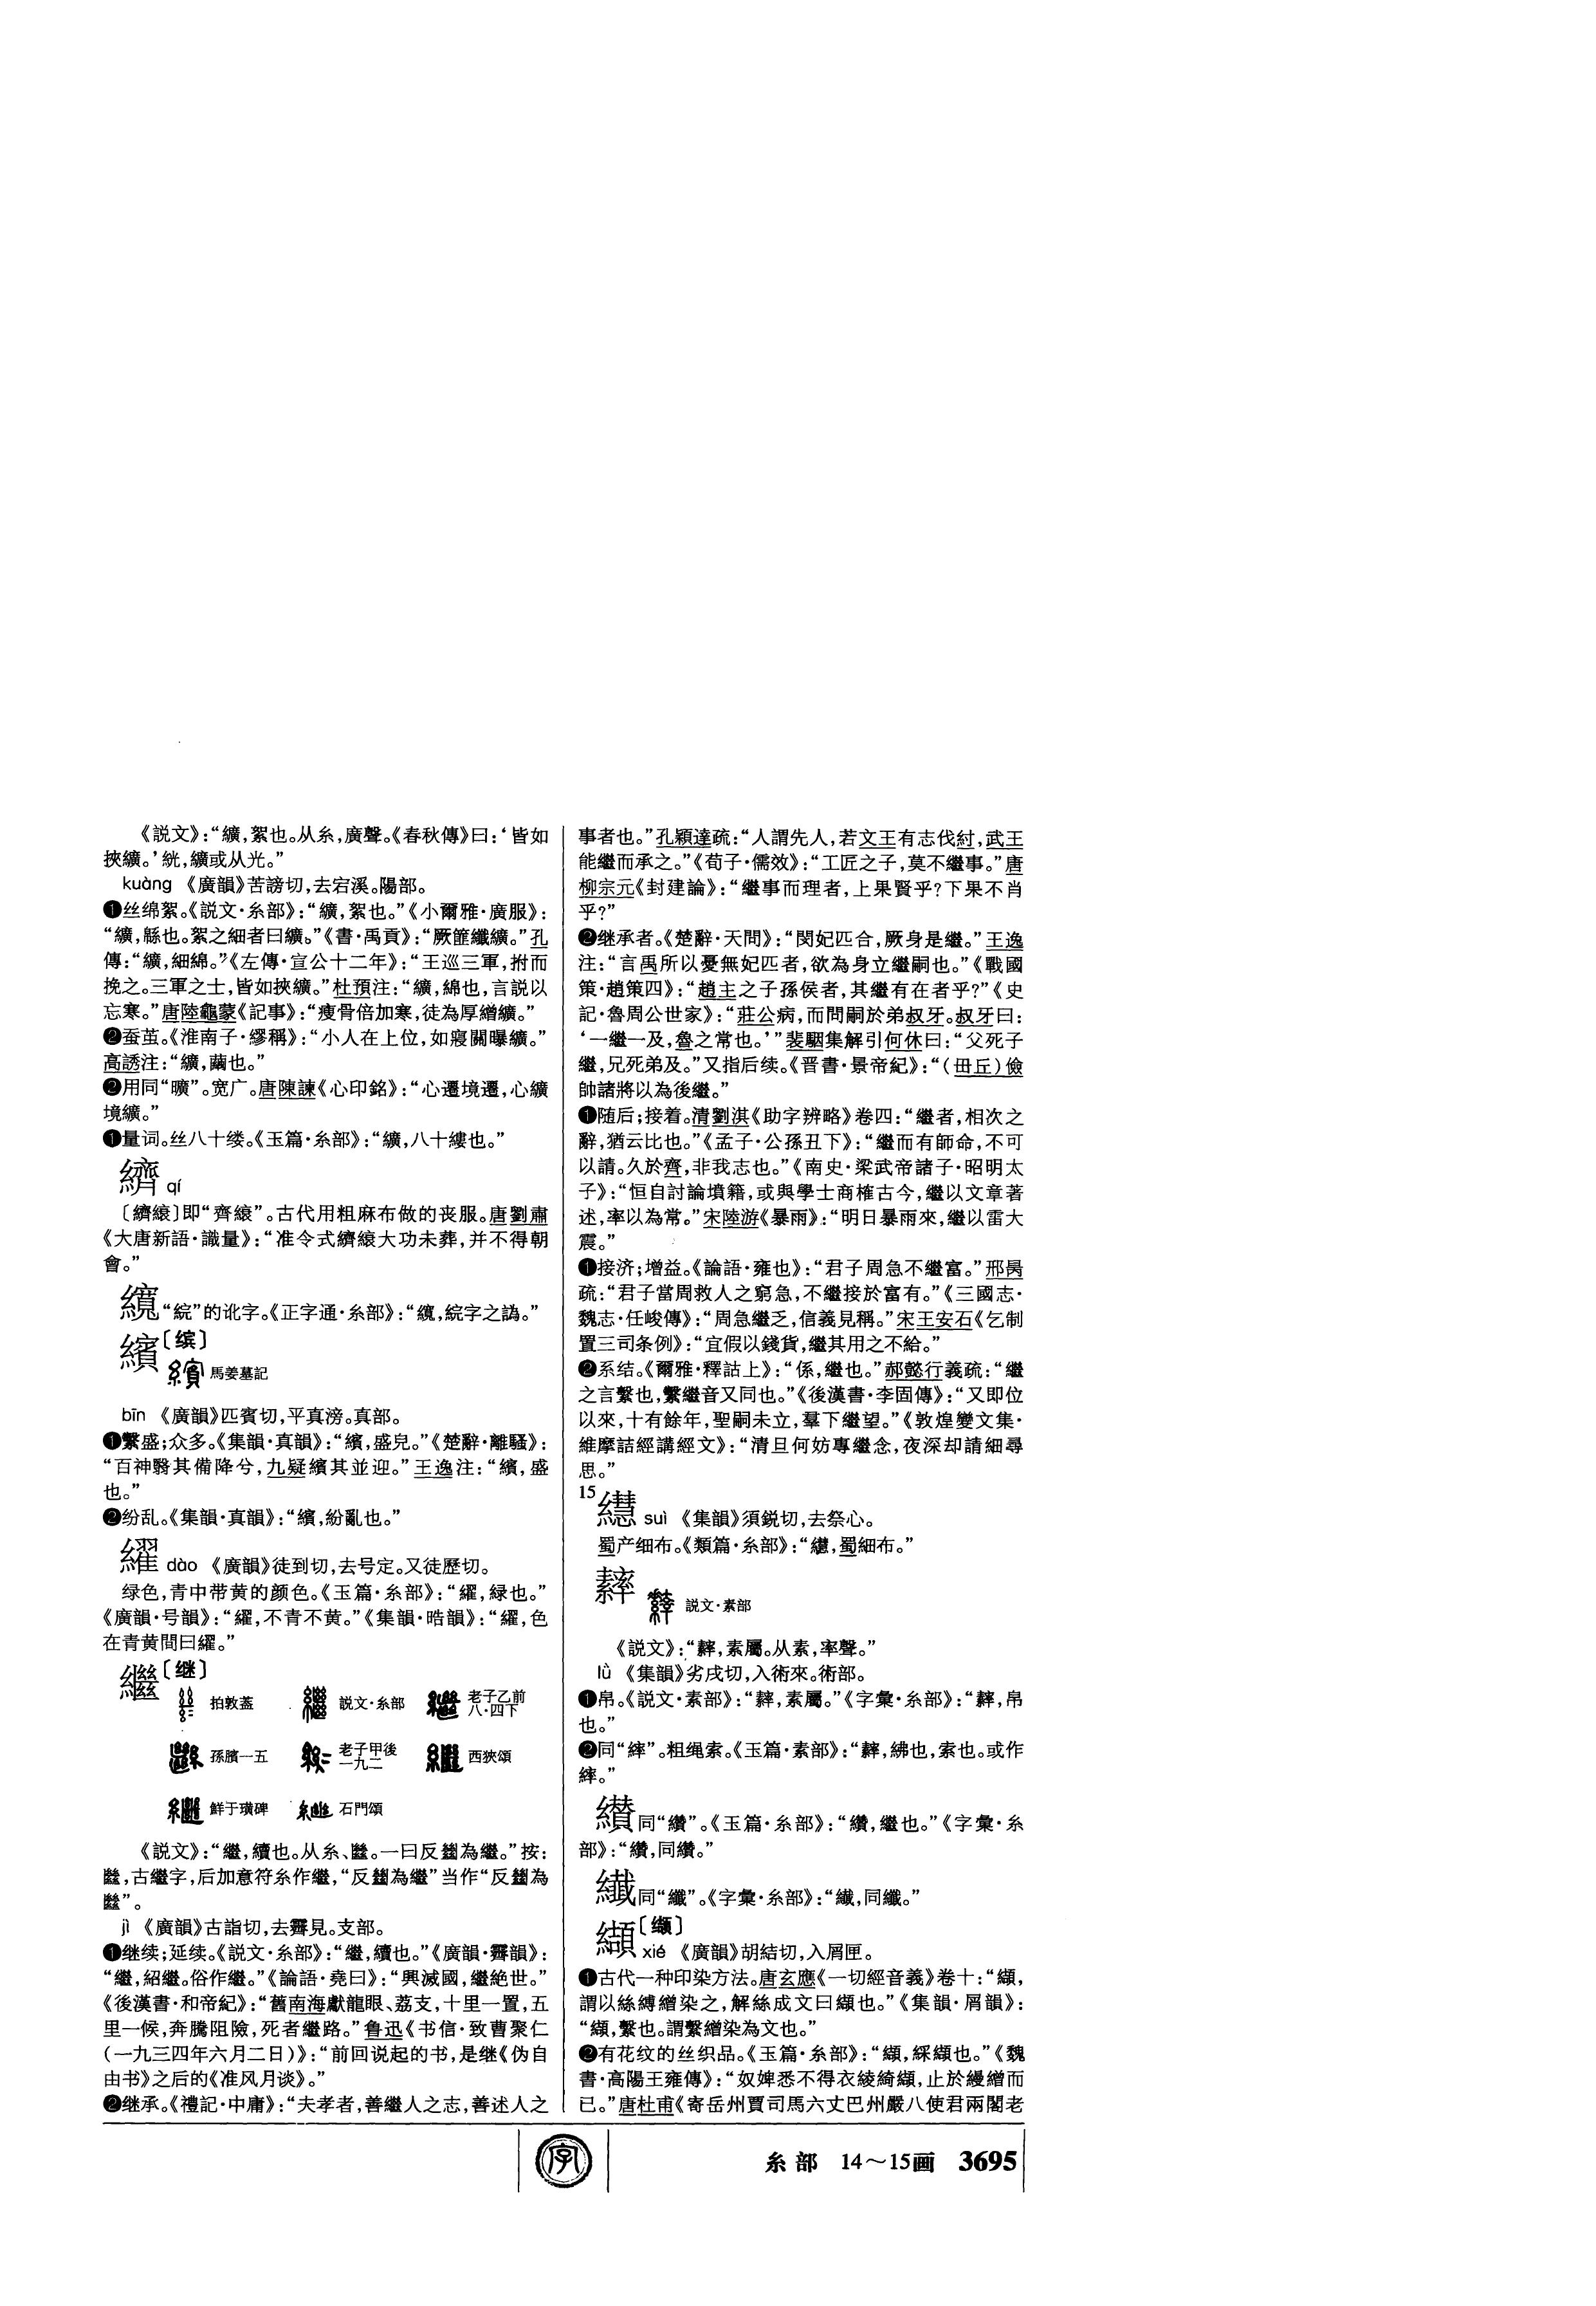 《説文》：“纊，絮也。从糸，廣聲。《春秋傳》曰：‘皆如
挾纊。’絖，纊或从光。”
kuàng 《廣韻》苦謗切，去宕溪。陽部。
❶丝绵絮。《説文·糸部》：“纊，絮也。”《小爾雅·廣服》：
“纊，緜也。絮之細者曰纊。”《書·禹貢》：“厥篚纖纊。”孔
傳：“纊，細綿。”《左傳·宣公十二年》：“王巡三軍，拊而
挽之。三軍之士，皆如挾纊。”杜預注：“纊，綿也，言説以
忘寒。”唐陸龜蒙《記事》：“瘦骨倍加寒，徒為厚繒纊。”
❷蚕茧。《淮南子·繆稱》：“小人在上位，如寢關曝纊。”
高誘注：“纊，繭也。”
❷用同“曠”。宽广。唐陳諫《心印銘》：“心遷境遷，心纊
境纊。”
❶量词。丝八十缕。《玉篇·糸部》：“纊，八十縷也。”
纃 qí
〔纃縗〕即“齊縗”。古代用粗麻布做的丧服。唐劉肅
《大唐新語·識量》：“准令式纃縗大功未葬，并不得朝
會。”
“綻”的讹字。《正字通·糸部》：“，綻字之譌。”
繽〔缤〕
馬姜墓記
bīn 《廣韻》匹賓切，平真滂。真部。
❶繁盛；众多。《集韻·真韻》：“繽，盛皃。”《楚辭·離騷》：
“百神翳其備降兮，九疑繽其並迎。”王逸注：“繽，盛
也。”
❷纷乱。《集韻·真韻》：“繽，紛亂也。”
䌦 dào 《廣韻》徒到切，去号定。又徒歷切。
绿色，青中带黄的颜色。《玉篇·糸部》：“䌦，緑也。”
《廣韻·号韻》：“䌦，不青不黄。”《集韻·晧韻》：“䌦，色
在青黄間曰䌦。”
繼〔继〕
拍敦蓋 説文·糸部 老子乙前八·四下
孫臏一五 老子甲後一九二 西狹頌
鮮于璜碑 石門頌
《説文》：“繼，續也。从糸、㡭。一曰反𢇍為繼。”按：
㡭，古繼字，后加意符糸作繼，“反𢇍為繼”当作“反𢇍為
㡭”。
jì 《廣韻》古詣切，去霽見。支部。
❶继续；延续。《説文·糸部》：“繼，續也。”《廣韻·霽韻》：
“繼，紹繼。俗作継。”《論語·堯曰》：“興滅國，繼絶世。”
《後漢書·和帝紀》：“舊南海獻龍眼、荔支，十里一置，五
里一候，奔騰阻險，死者繼路。”鲁迅《书信·致曹聚仁
（一九三四年六月二日）》：“前回说起的书，是继《伪自
由书》之后的《准风月谈》。”
❷继承。《禮記·中庸》：“夫孝者，善繼人之志，善述人之
事者也。”孔穎達疏：“人謂先人，若文王有志伐紂，武王
能繼而承之。”《荀子·儒效》：“工匠之子，莫不繼事。”唐
柳宗元《封建論》：“繼事而理者，上果賢乎？下果不肖
乎？”
❷继承者。《楚辭·天問》：“閔妃匹合，厥身是繼。”王逸
注：“言禹所以憂無妃匹者，欲為身立繼嗣也。”《戰國
策·趙策四》：“趙主之子孫侯者，其繼有在者乎？”《史
記·魯周公世家》：“莊公病，而問嗣於弟叔牙。叔牙曰：
‘一繼一及，魯之常也。’”裴駰集解引何休曰：“父死子
繼，兄死弟及。”又指后续。《晋書·景帝紀》：“（毌丘）儉
帥諸將以為後繼。”
❶随后；接着。清劉淇《助字辨略》卷四：“繼者，相次之
辭，猶云比也。”《孟子·公孫丑下》：“繼而有師命，不可
以請。久於齊，非我志也。”《南史·梁武帝諸子·昭明太
子》：“恒自討論墳籍，或與學士商榷古今，繼以文章著
述，率以為常。”宋陸游《暴雨》：“明日暴雨來，繼以雷大
震。”
❶接济；增益。《論語·雍也》：“君子周急不繼富。”邢昺
疏：“君子當周救人之窮急，不繼接於富有。”《三國志·
魏志·任峻傳》：“周急繼乏，信義見稱。”宋王安石《乞制
置三司条例》：“宜假以錢貨，繼其用之不給。”
❷系结。《爾雅·釋詁上》：“係，繼也。”郝懿行義疏：“繼
之言繫也，繫繼音又同也。”《後漢書·李固傳》：“又即位
以來，十有餘年，聖嗣未立，羣下繼望。”《敦煌變文集·
維摩詰經講經文》：“清旦何妨專繼念，夜深却請細尋
思。”
15
繐 suì 《集韻》須鋭切，去祭心。
蜀产细布。《類篇·糸部》：“，蜀細布。”
䌮
説文·素部
《説文》：“䌮，素屬。从素，率聲。”
lǜ 《集韻》劣戌切，入術來。術部。
❶帛。《説文·素部》：“䌮，素屬。”《字彙·糸部》：“䌮，帛
也。”
❷同“繂”。粗绳索。《玉篇·素部》：“䌮，紼也，索也。或作
繂。”
纉 同“纘”。《玉篇·糸部》：“纉，繼也。”《字彙·糸
部》：“纉，同纘。”
同“纖”。《字彙·糸部》：“，同纖。”
纈〔缬〕
xié 《廣韻》胡結切，入屑匣。
❶古代一种印染方法。唐玄應《一切經音義》卷十：“纈，
謂以絲縛繒染之，解絲成文曰纈也。”《集韻·屑韻》：
“纈，繫也。謂繫繒染為文也。”
❷有花纹的丝织品。《玉篇·糸部》：“纈，綵纈也。”《魏
書·高陽王雍傳》：“奴婢悉不得衣綾綺纈，止於縵繒而
已。”唐杜甫《寄岳州賈司馬六丈巴州嚴八使君兩閣老
字
糸部 14～15画 3695